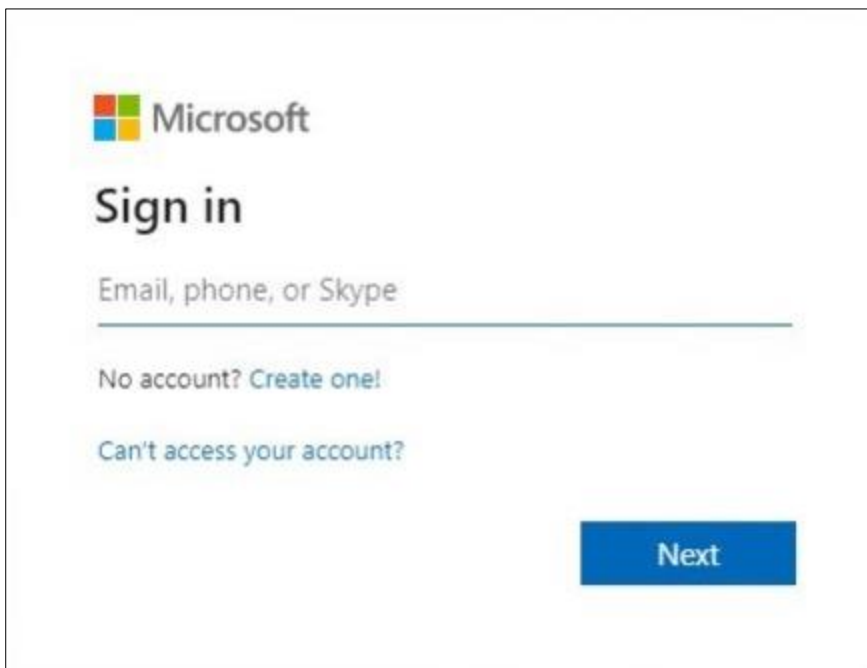 Microsoft
Sign in
Email, phone, or Skype
No account? Create one!
Can't access your account?
Next